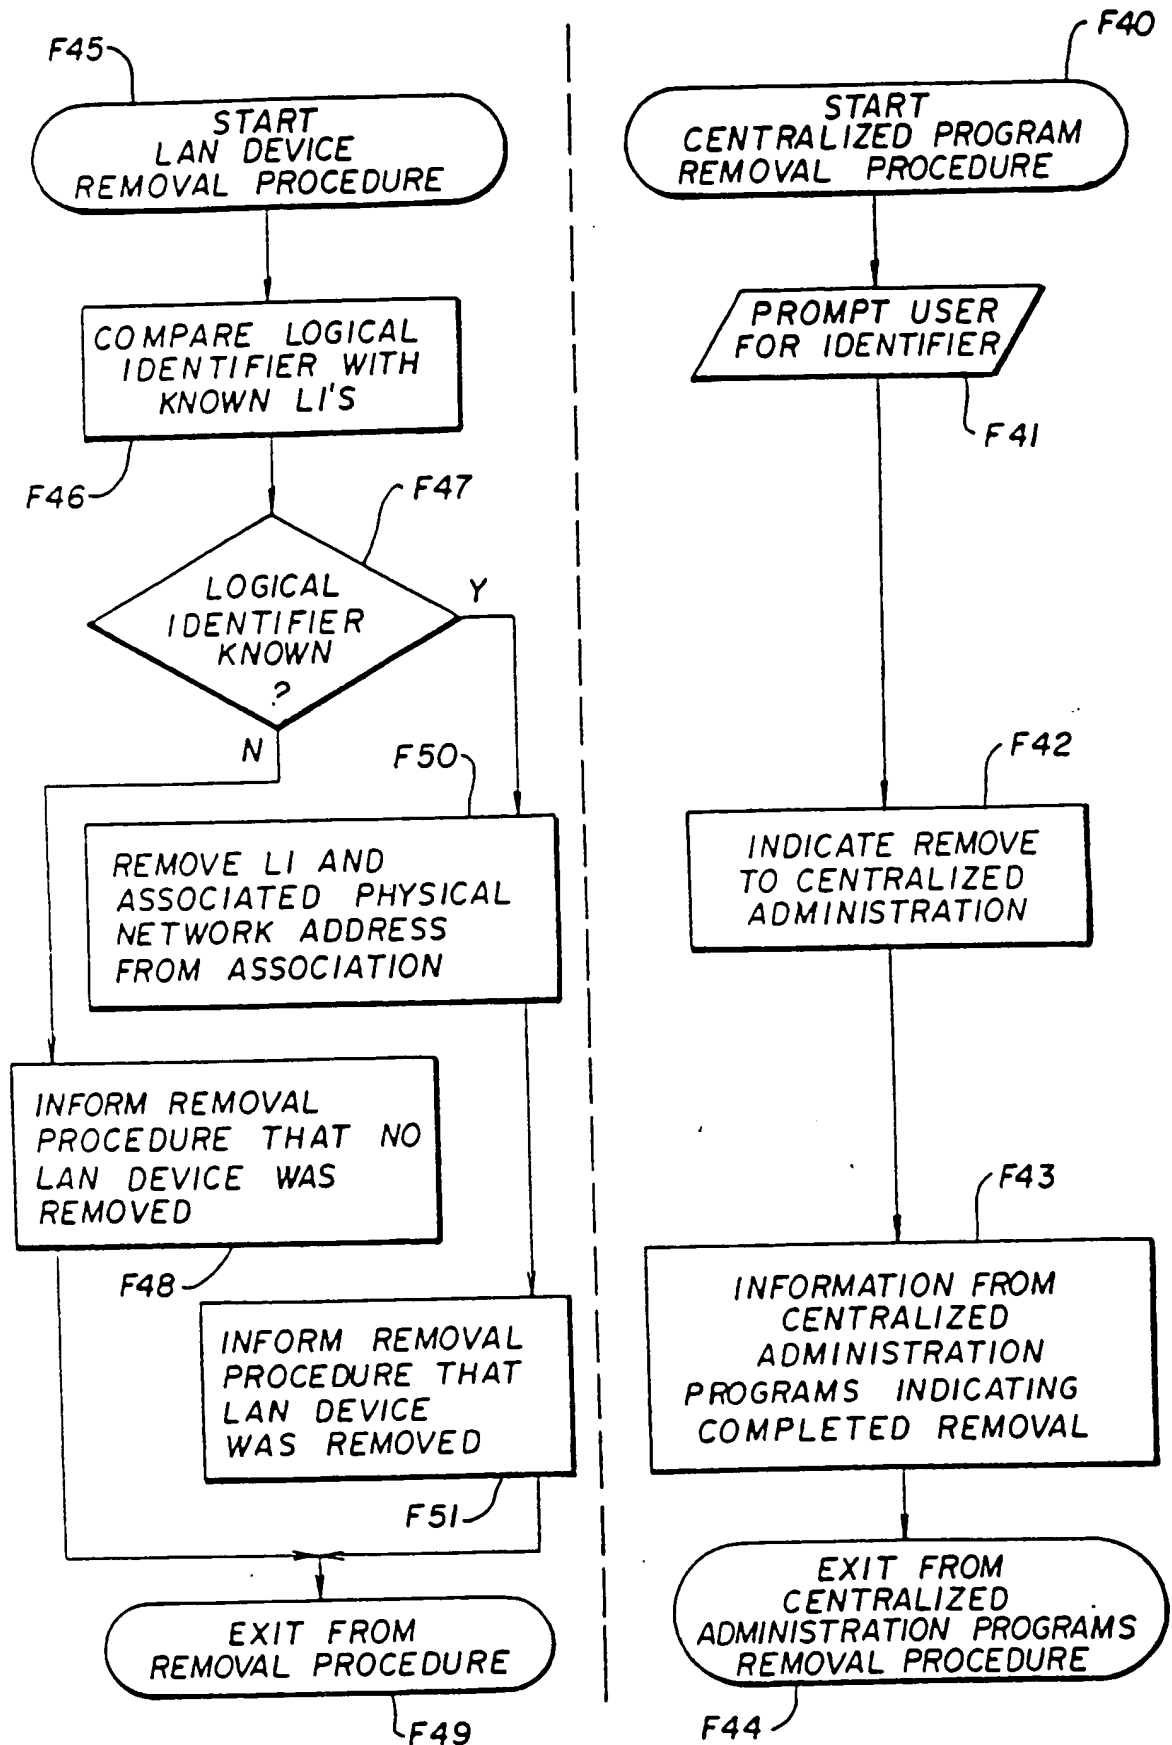 F45
START
LAN DEVICE
REMOVAL PROCEDURE
COMPARE LOGICAL
IDENTIFIER WITH
KNOWN LI'S
F46
F47
LOGICAL
IDENTIFIER
KNOWN
?
Y
N
F50
REMOVE LI AND
ASSOCIATED PHYSICAL
NETWORK ADDRESS
FROM ASSOCIATION
INFORM REMOVAL
PROCEDURE THAT NO
LAN DEVICE WAS
REMOVED
F48
INFORM REMOVAL
PROCEDURE THAT
LAN DEVICE
WAS REMOVED
F51
EXIT FROM
REMOVAL PROCEDURE
F49
F40
START
CENTRALIZED PROGRAM
REMOVAL PROCEDURE
PROMPT USER
FOR IDENTIFIER
F41
F42
INDICATE REMOVE
TO CENTRALIZED
ADMINISTRATION
F43
INFORMATION FROM
CENTRALIZED
ADMINISTRATION
PROGRAMS INDICATING
COMPLETED REMOVAL
EXIT FROM
CENTRALIZED
ADMINISTRATION PROGRAMS
REMOVAL PROCEDURE
F44